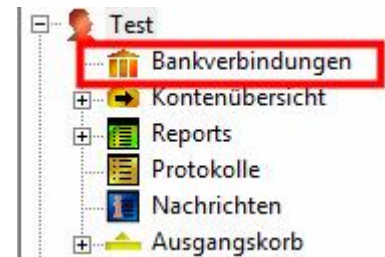 Test
Bankverbindungen
Kontenübersicht
Reports
Protokolle
Nachrichten
Ausgangskorb